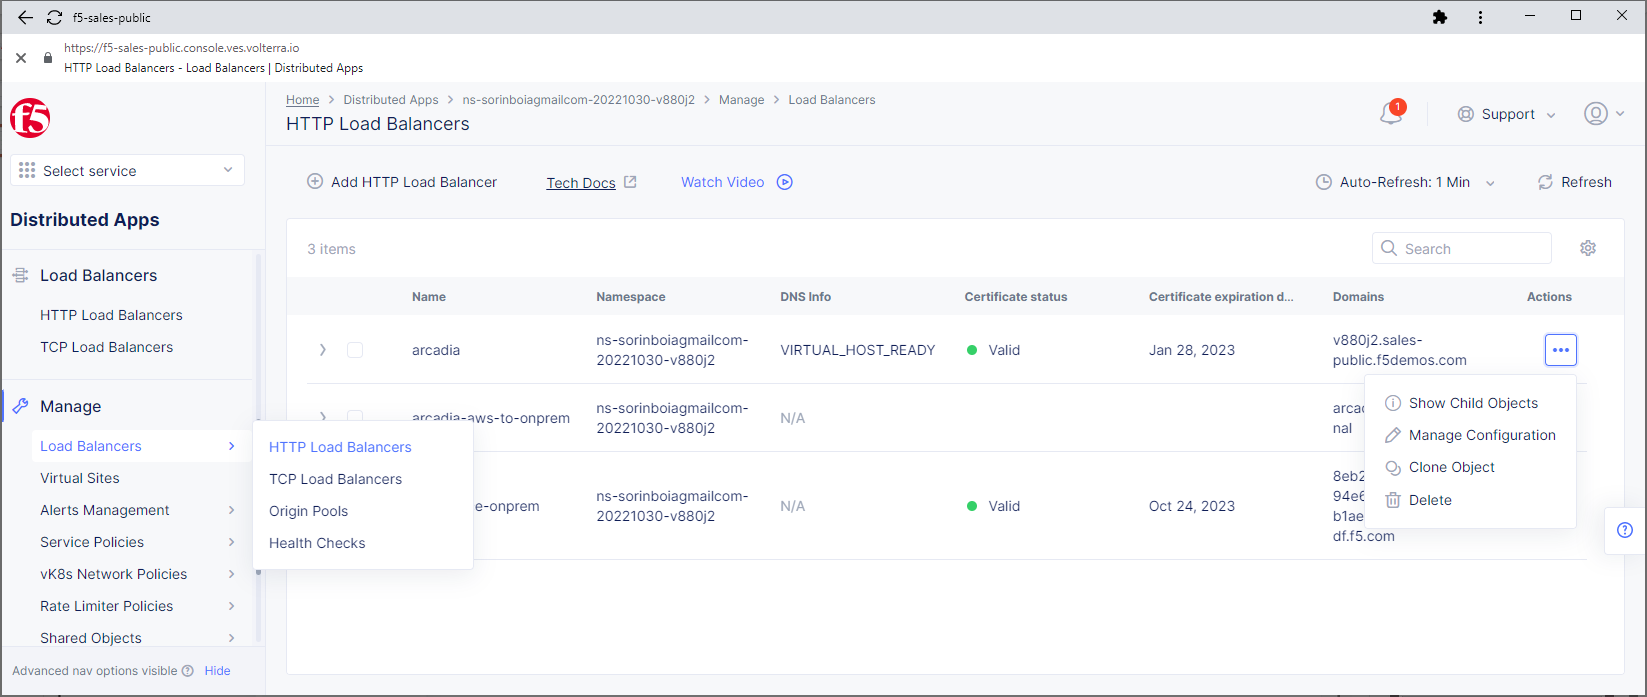 f5-sales-public
https://f5-sales-public.console.ves.volterra.io
HTTP Load Balancers - Load Balancers | Distributed Apps
f5
Select service
Distributed Apps
Load Balancers
HTTP Load Balancers
TCP Load Balancers
Manage
Load Balancers
Virtual Sites
Alerts Management
Service Policies
vK8s Network Policies
Rate Limiter Policies
Shared Objects
Advanced nav options visible
Hide
HTTP Load Balancers
TCP Load Balancers
Origin Pools
Health Checks
Home > Distributed Apps > ns-sorinboiagmailcom-20221030-v880j2 > Manage > Load Balancers
HTTP Load Balancers
1
Support
Add HTTP Load Balancer
Tech Docs
Watch Video
Auto-Refresh: 1 Min
Refresh
3 items
Search
Name Namespace DNS Info Certificate status Certificate expiration d... Domains Actions
arcadia
ns-sorinboiagmailcom-
20221030-v880j2
VIRTUAL_HOST_READY
Valid
Jan 28, 2023
v880j2.sales-
public.f5demos.com
arcadia-aws-to-onprem
ns-sorinboiagmailcom-
20221030-v880j2
N/A
nal
e-onprem
ns-sorinboiagmailcom-
20221030-v880j2
N/A
Valid
Oct 24, 2023
8eb2
94e6
b1ae
df.f5.com
Show Child Objects
Manage Configuration
Clone Object
Delete